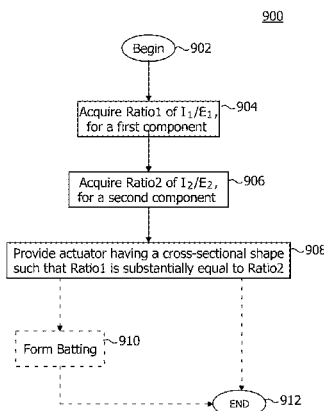 900
Begin 902
Acquire Ratio1 of I₁/E₁, 904
for a first component
Acquire Ratio2 of I₂/E₂, 906
for a second component
908
Provide actuator having a cross-sectional shape
such that Ratio1 is substantially equal to Ratio2
Form Batting 910
END 912